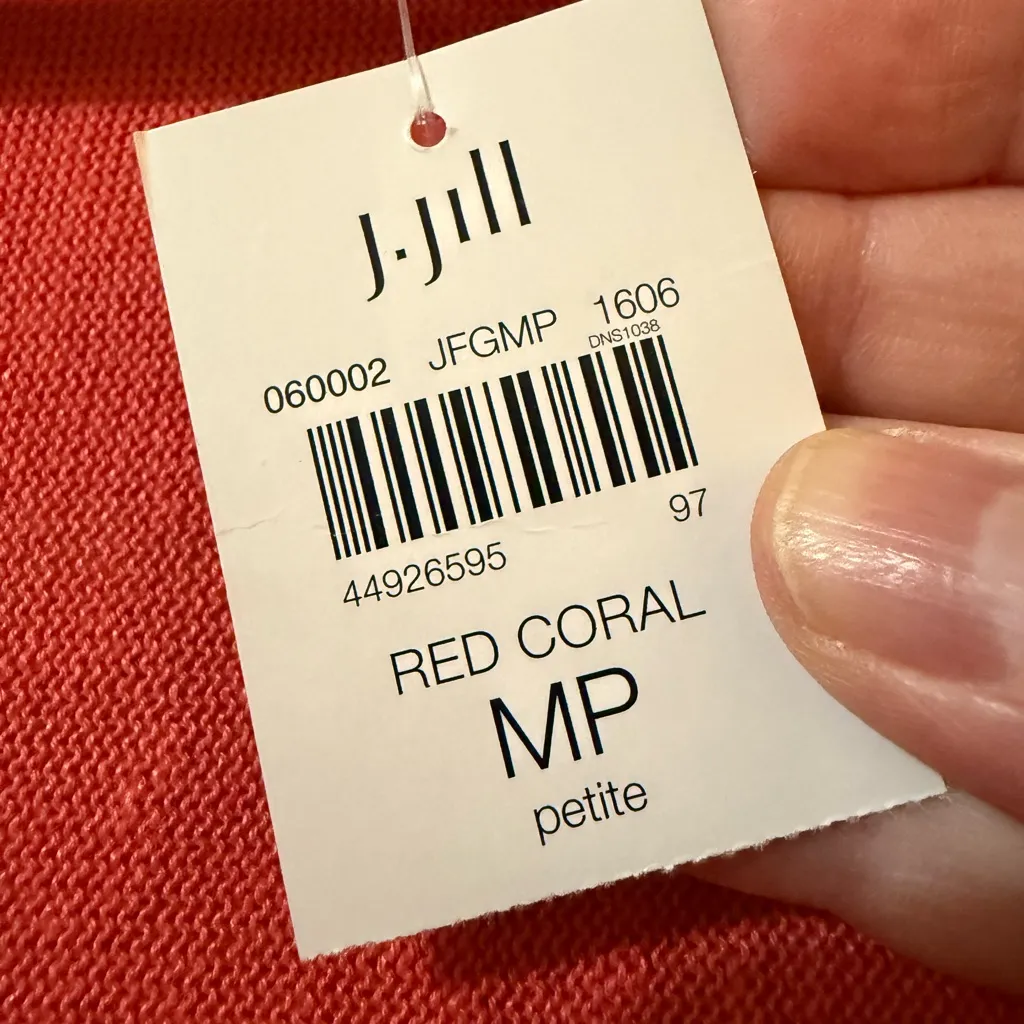 J.Jill
060002 JFGMP 1606
DNS1038
44926595 97
RED CORAL
MP
petite